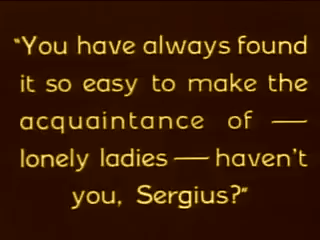 "You have always found
it so easy to make the
acquaintance of —
lonely ladies — haven't
you, Sergius?"